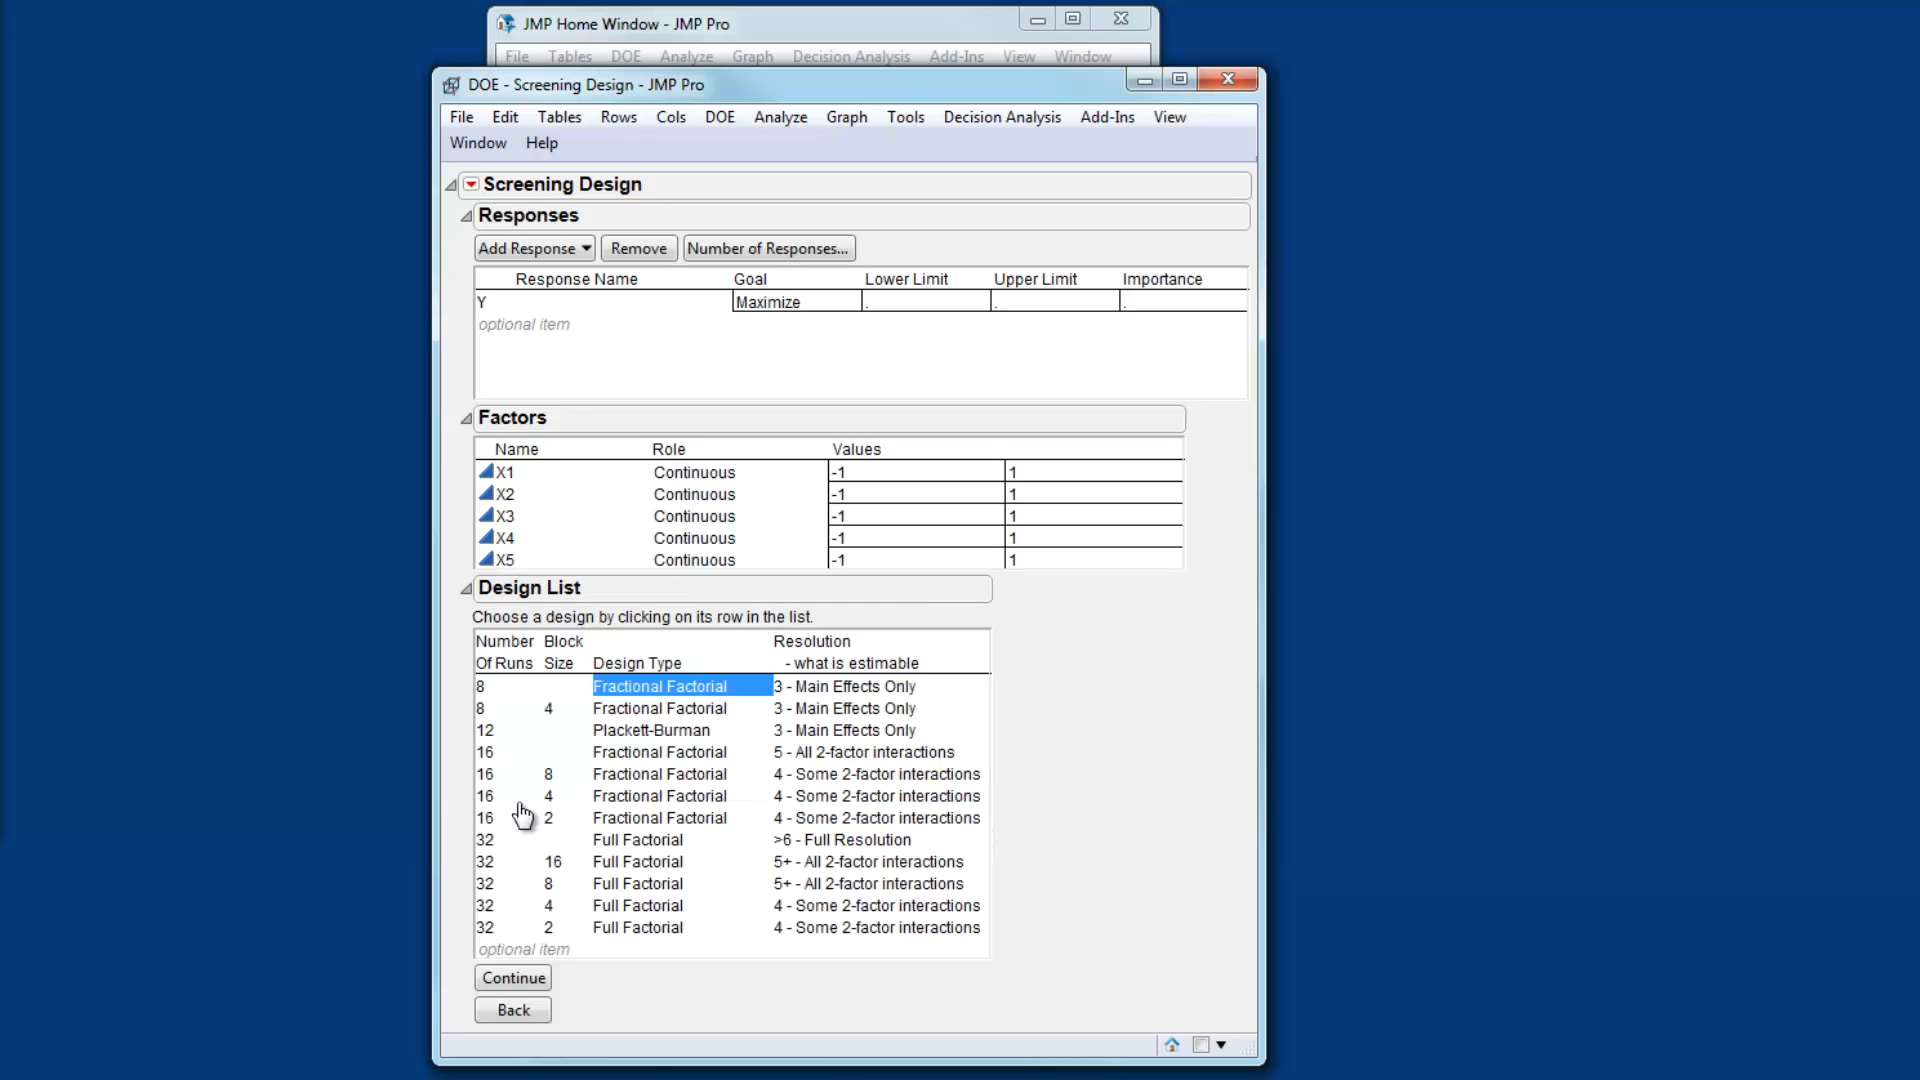 JMP Home Window - JMP Pro
File Tables DOE Analyze Graph Decision Analysis Add-Ins View Window
DOE - Screening Design - JMP Pro
File Edit Tables Rows Cols DOE Analyze Graph Tools Decision Analysis Add-Ins View
Window Help
Screening Design
Responses
Add Response Remove Number of Responses...
Response Name Goal Lower Limit Upper Limit Importance
Y Maximize . . .
optional item
Factors
Name Role Values
X1 Continuous -1 1
X2 Continuous -1 1
X3 Continuous -1 1
X4 Continuous -1 1
X5 Continuous -1 1
Design List
Choose a design by clicking on its row in the list.
Number Block Resolution
Of Runs Size Design Type - what is estimable
8 Fractional Factorial 3 - Main Effects Only
8 4 Fractional Factorial 3 - Main Effects Only
12 Plackett-Burman 3 - Main Effects Only
16 Fractional Factorial 5 - All 2-factor interactions
16 8 Fractional Factorial 4 - Some 2-factor interactions
16 4 Fractional Factorial 4 - Some 2-factor interactions
16 2 Fractional Factorial 4 - Some 2-factor interactions
32 Full Factorial >6 - Full Resolution
32 16 Full Factorial 5+ - All 2-factor interactions
32 8 Full Factorial 5+ - All 2-factor interactions
32 4 Full Factorial 4 - Some 2-factor interactions
32 2 Full Factorial 4 - Some 2-factor interactions
optional item
Continue
Back